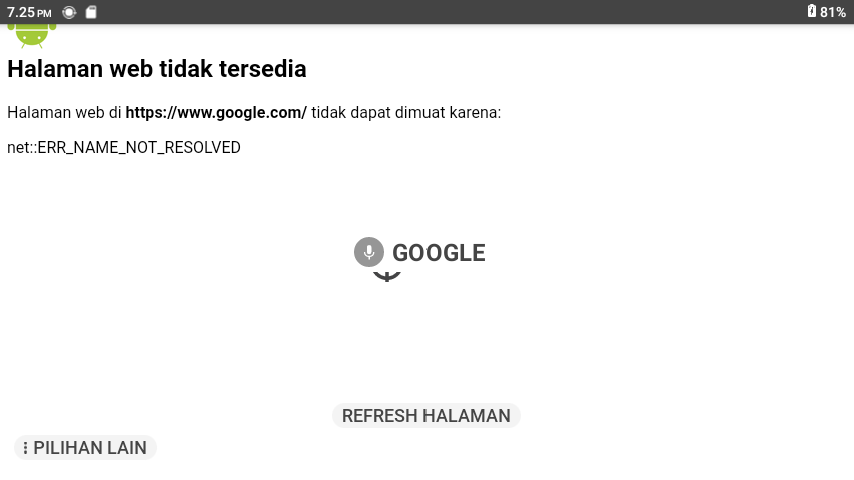 7.25 PM
81%
Halaman web tidak tersedia
Halaman web di https://www.google.com/ tidak dapat dimuat karena:
net::ERR_NAME_NOT_RESOLVED
GOOGLE
REFRESH HALAMAN
PILIHAN LAIN